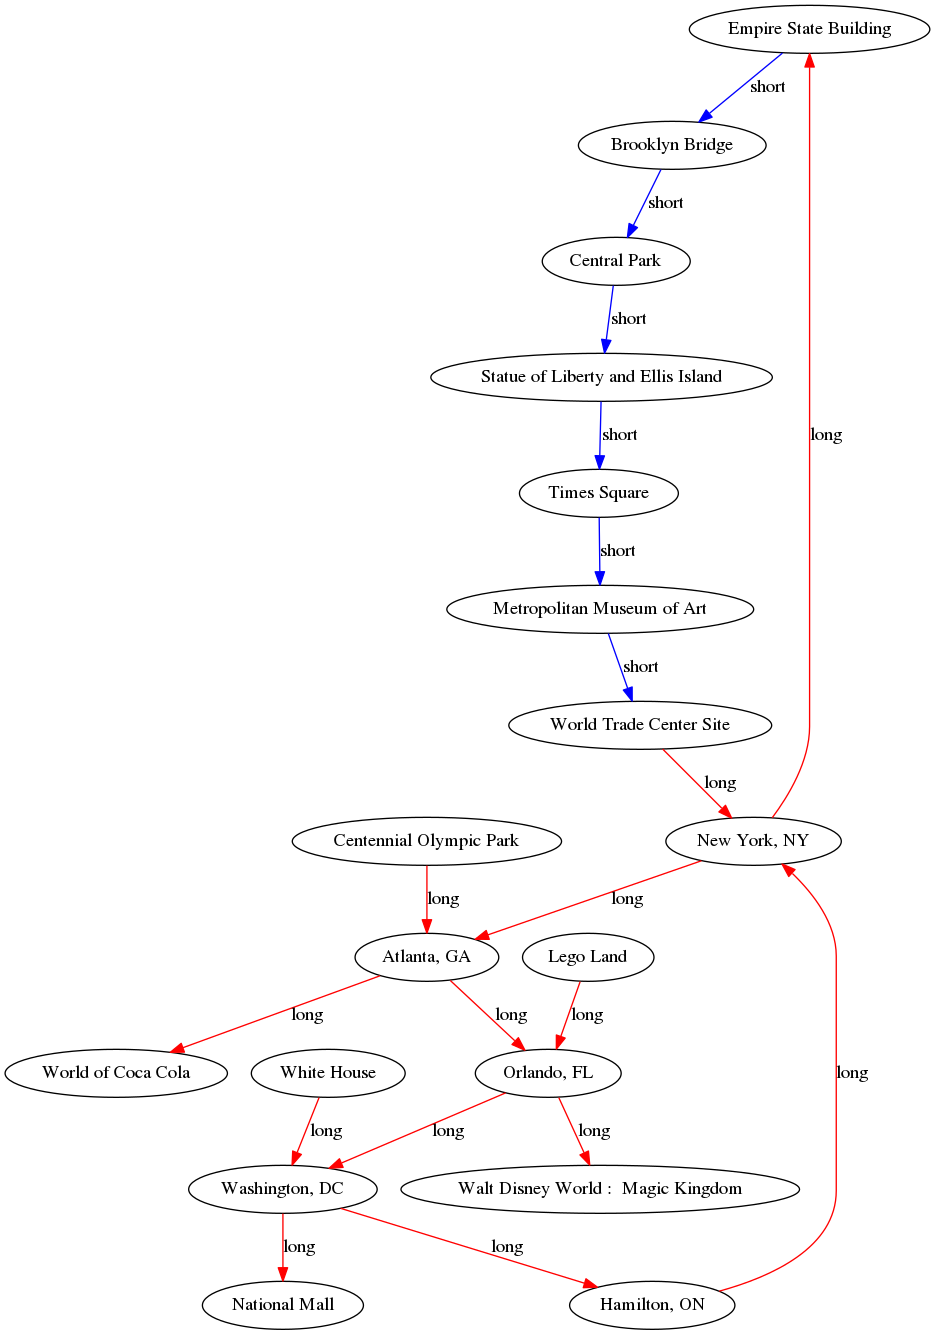 Empire State Building
short
Brooklyn Bridge
short
Central Park
short
Statue of Liberty and Ellis Island
short
long
Times Square
short
Metropolitan Museum of Art
short
World Trade Center Site
long
Centennial Olympic Park
New York, NY
long
long
Atlanta, GA
Lego Land
long
long
long
World of Coca Cola
White House
Orlando, FL
long
long
long
long
Washington, DC
Walt Disney World :  Magic Kingdom
long
long
National Mall
Hamilton, ON